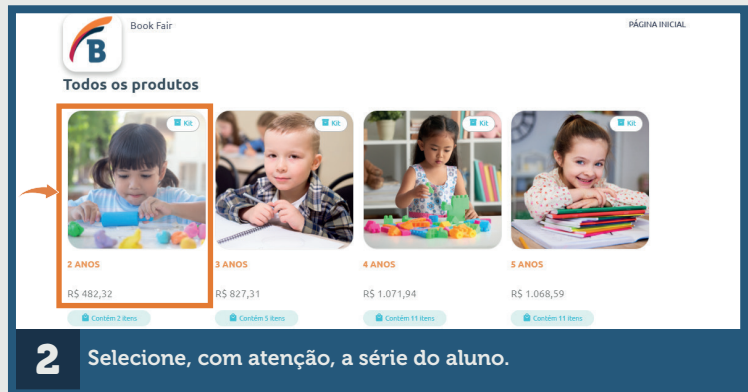 Book Fair
PÁGINA INICIAL
B
Todos os produtos
Kit
Kit
Kit
Kit
2 ANOS
3 ANOS
4 ANOS
5 ANOS
R$ 482,32
R$ 827,31
R$ 1.071,94
R$ 1.068,59
Contém 2 itens
Contém 5 itens
Contém 11 itens
Contém 11 itens
2
Selecione, com atenção, a série do aluno.